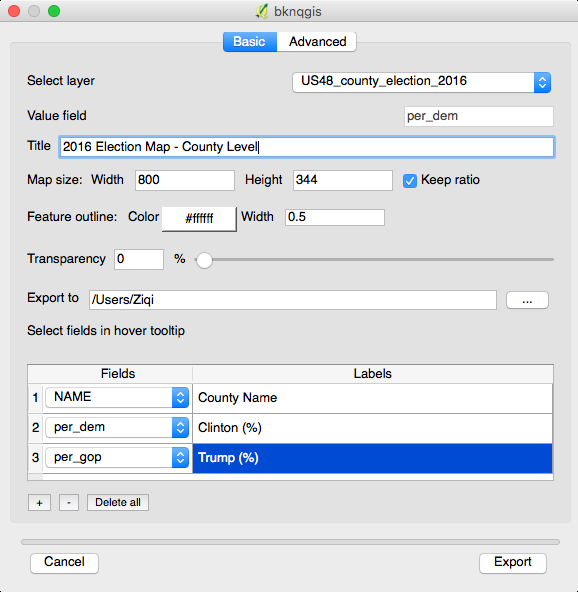 bknqgis
Basic Advanced
Select layer US48_county_election_2016
Value field per_dem
Title 2016 Election Map - County Level
Map size: Width 800 Height 344 Keep ratio
Feature outline: Color #ffffff Width 0.5
Transparency 0 %
Export to /Users/Ziqi ...
Select fields in hover tooltip
Fields Labels
1 NAME County Name
2 per_dem Clinton (%)
3 per_gop Trump (%)
+ - Delete all
Cancel Export